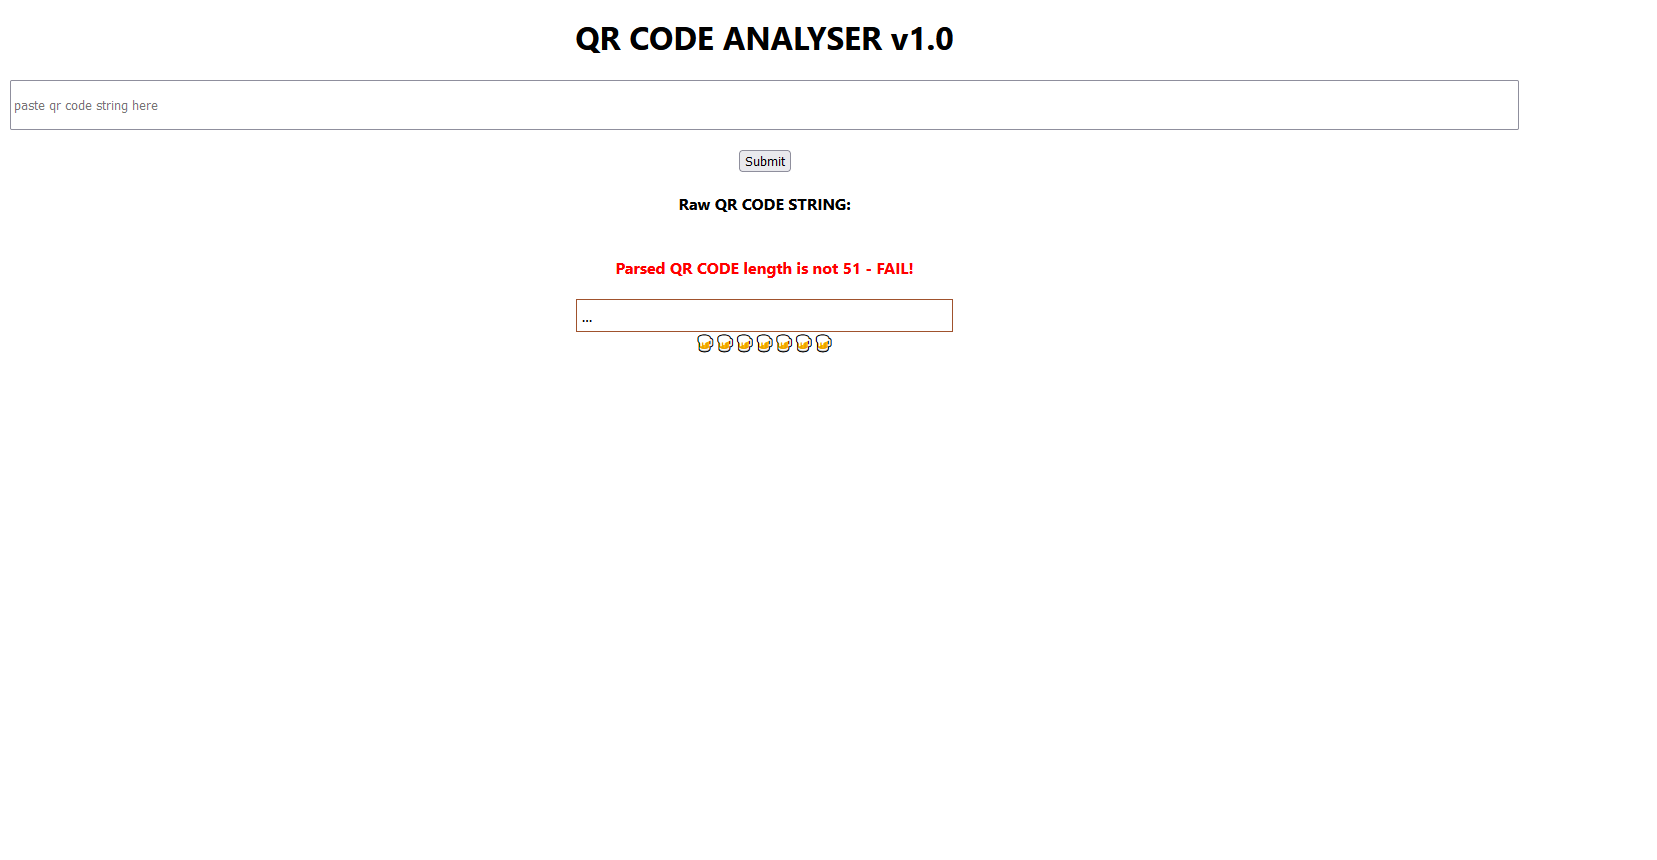 QR CODE ANALYSER v1.0
paste qr code string here
Submit
Raw QR CODE STRING:
Parsed QR CODE length is not 51 - FAIL!
...